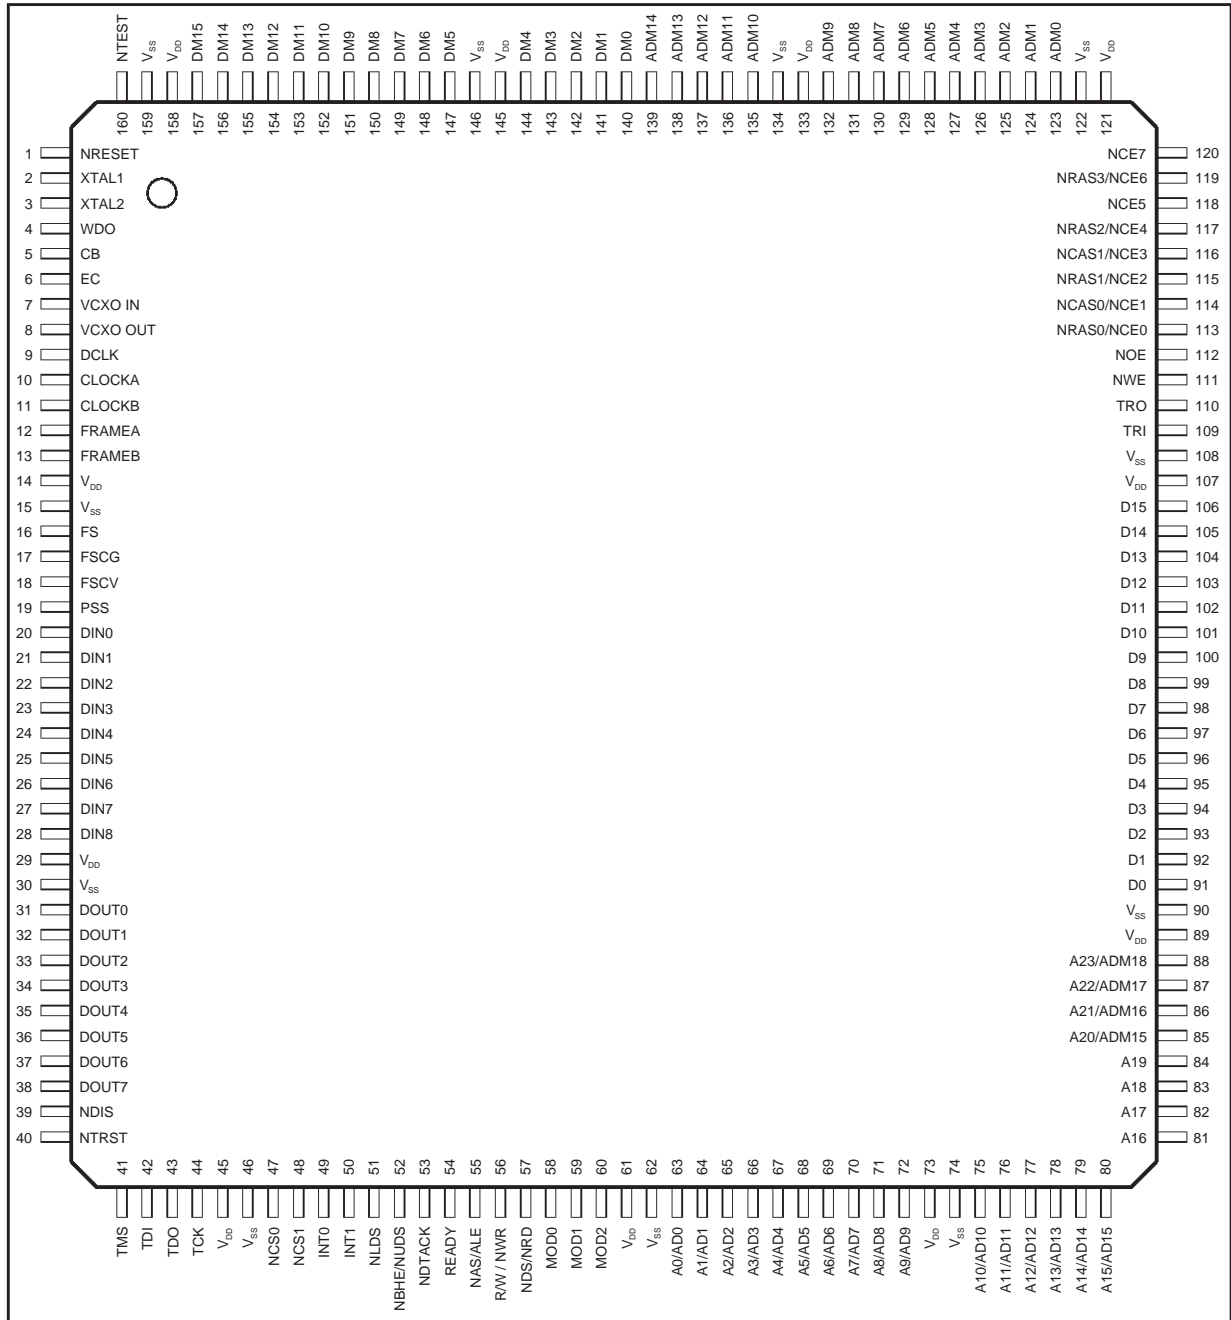 NTEST VSS VDD DM15 DM14 DM13 DM12 DM11 DM10 DM9 DM8 DM7 DM6 DM5 VSS VDD DM4 DM3 DM2 DM1 DM0 ADM14 ADM13 ADM12 ADM11 ADM10 VSS VDD ADM9 ADM8 ADM7 ADM6 ADM5 ADM4 ADM3 ADM2 ADM1 ADM0 VSS VDD
160 159 158 157 156 155 154 153 152 151 150 149 148 147 146 145 144 143 142 141 140 139 138 137 136 135 134 133 132 131 130 129 128 127 126 125 124 123 122 121
1 NRESET NCE7 120
2 XTAL1 NRAS3/NCE6 119
3 XTAL2 NCE5 118
4 WDO NRAS2/NCE4 117
5 CB NCAS1/NCE3 116
6 EC NRAS1/NCE2 115
7 VCXO IN NCAS0/NCE1 114
8 VCXO OUT NRAS0/NCE0 113
9 DCLK NOE 112
10 CLOCKA NWE 111
11 CLOCKB TRO 110
12 FRAMEA TRI 109
13 FRAMEB VSS 108
14 VDD VDD 107
15 VSS D15 106
16 FS D14 105
17 FSCG D13 104
18 FSCV D12 103
19 PSS D11 102
20 DIN0 D10 101
21 DIN1 D9 100
22 DIN2 D8 99
23 DIN3 D7 98
24 DIN4 D6 97
25 DIN5 D5 96
26 DIN6 D4 95
27 DIN7 D3 94
28 DIN8 D2 93
29 VDD D1 92
30 VSS D0 91
31 DOUT0 VSS 90
32 DOUT1 VDD 89
33 DOUT2 A23/ADM18 88
34 DOUT3 A22/ADM17 87
35 DOUT4 A21/ADM16 86
36 DOUT5 A20/ADM15 85
37 DOUT6 A19 84
38 DOUT7 A18 83
39 NDIS A17 82
40 NTRST A16 81
41 42 43 44 45 46 47 48 49 50 51 52 53 54 55 56 57 58 59 60 61 62 63 64 65 66 67 68 69 70 71 72 73 74 75 76 77 78 79 80
TMS TDI TDO TCK VDD VSS NCS0 NCS1 INT0 INT1 NLDS NBHE/NUDS NDTACK READY NAS/ALE R/W / NWR NDS/NRD MOD0 MOD1 MOD2 VDD VSS A0/AD0 A1/AD1 A2/AD2 A3/AD3 A4/AD4 A5/AD5 A6/AD6 A7/AD7 A8/AD8 A9/AD9 VDD VSS A10/AD10 A11/AD11 A12/AD12 A13/AD13 A14/AD14 A15/AD15